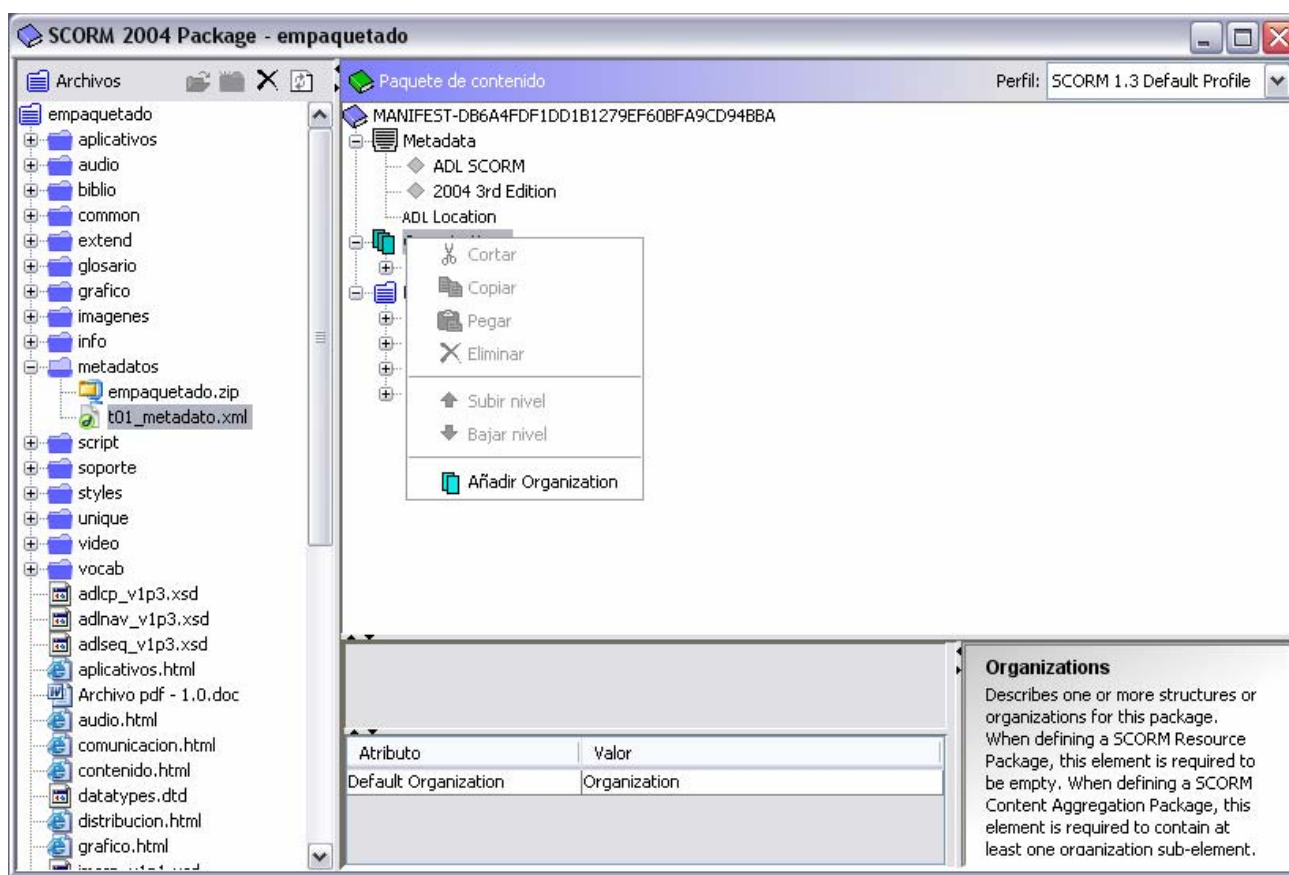 SCORM 2004 Package - empaquetado
Archivos
empaquetado
aplicativos
audio
biblio
common
extend
glosario
grafico
imagenes
info
metadatos
empaquetado.zip
t01_metadato.xml
script
soporte
styles
unique
video
vocab
adlcp_v1p3.xsd
adlnav_v1p3.xsd
adlseq_v1p3.xsd
aplicativos.html
Archivo pdf - 1.0.doc
audio.html
comunicacion.html
contenido.html
datatypes.dtd
distribucion.html
grafico.html
Paquete de contenido
Perfil: SCORM 1.3 Default Profile
MANIFEST-DB6A4FDF1DD1B1279EF60BFA9CD94BBA
Metadata
ADL SCORM
2004 3rd Edition
ADL Location
Cortar
Copiar
Pegar
Eliminar
Subir nivel
Bajar nivel
Añadir Organization
Atributo Valor
Default Organization Organization
Organizations
Describes one or more structures or
organizations for this package.
When defining a SCORM Resource
Package, this element is required to
be empty. When defining a SCORM
Content Aggregation Package, this
element is required to contain at
least one organization sub-element.